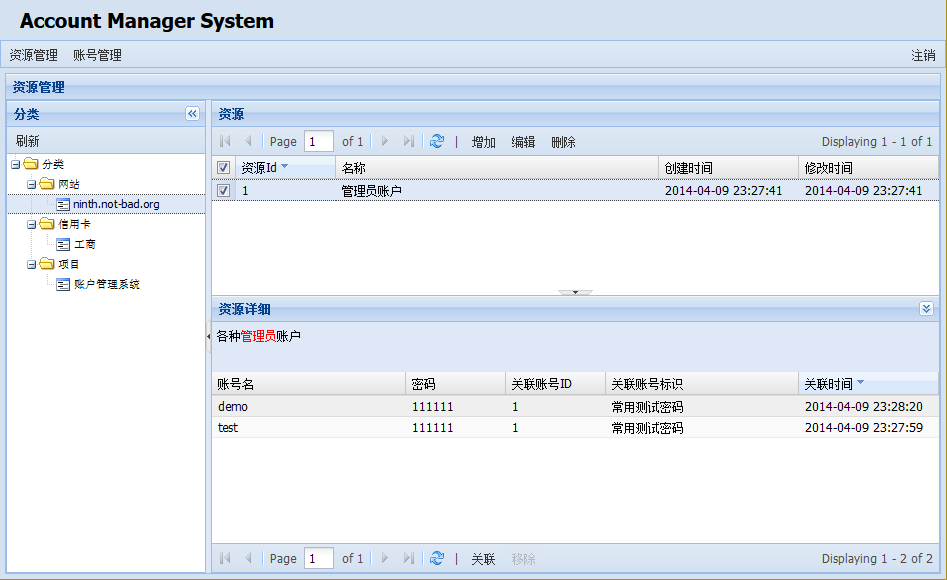 Account Manager System
资源管理 账号管理 注销
资源管理
分类
刷新
分类
网站
ninth.not-bad.org
信用卡
工商
项目
账户管理系统
资源
Page 1 of 1 增加 编辑 删除 Displaying 1 - 1 of 1
资源Id 名称 创建时间 修改时间
1 管理员账户 2014-04-09 23:27:41 2014-04-09 23:27:41
资源详细
各种管理员账户
账号名 密码 关联账号ID 关联账号标识 关联时间
demo 111111 1 常用测试密码 2014-04-09 23:28:20
test 111111 1 常用测试密码 2014-04-09 23:27:59
Page 1 of 1 关联 移除 Displaying 1 - 2 of 2